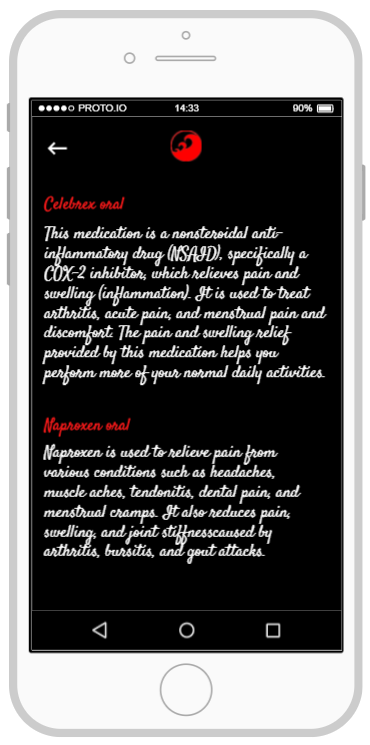 PROTO.IO 14:33 90%
Celebrex oral
This medication is a nonsteroidal anti-
inflammatory drug (NSAID), specifically a
COX-2 inhibitor, which relieves pain and
swelling (inflammation). It is used to treat
arthritis, acute pain, and menstrual pain and
discomfort. The pain and swelling relief
provided by this medication helps you
perform more of your normal daily activities.
Naproxen oral
Naproxen is used to relieve pain from
various conditions such as headaches,
muscle aches, tendonitis, dental pain, and
menstrual cramps. It also reduces pain,
swelling, and joint stiffnesscaused by
arthritis, bursitis, and gout attacks.